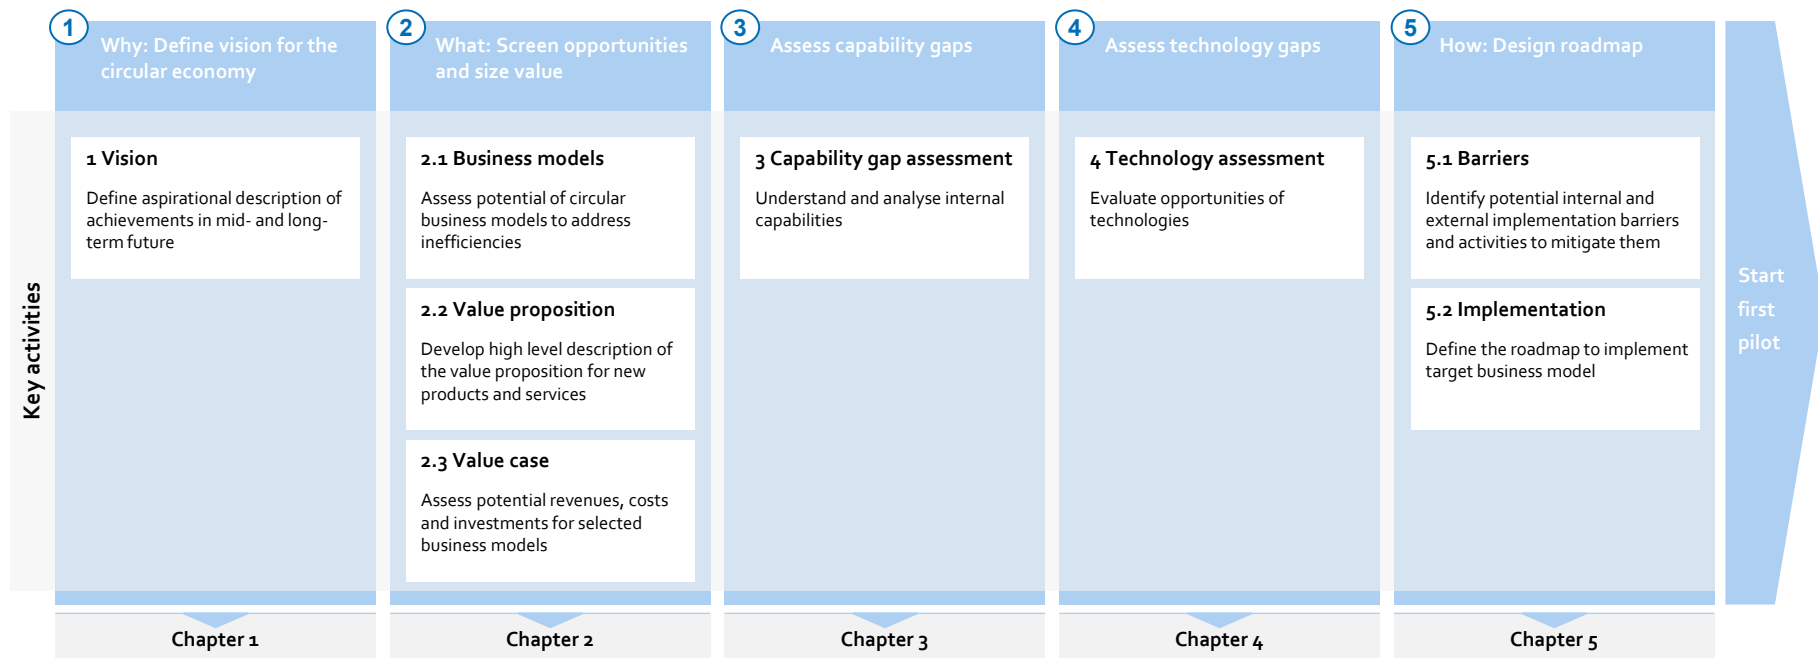 1
Why: Define vision for the
circular economy
2
What: Screen opportunities
and size value
3
Assess capability gaps
4
Assess technology gaps
5
How: Design roadmap
Key activities
1 Vision
Define aspirational description of
achievements in mid- and long-
term future
2.1 Business models
Assess potential of circular
business models to address
inefficiencies
2.2 Value proposition
Develop high level description of
the value proposition for new
products and services
2.3 Value case
Assess potential revenues, costs
and investments for selected
business models
3 Capability gap assessment
Understand and analyse internal
capabilities
4 Technology assessment
Evaluate opportunities of
technologies
5.1 Barriers
Identify potential internal and
external implementation barriers
and activities to mitigate them
5.2 Implementation
Define the roadmap to implement
target business model
Start
first
pilot
Chapter 1
Chapter 2
Chapter 3
Chapter 4
Chapter 5